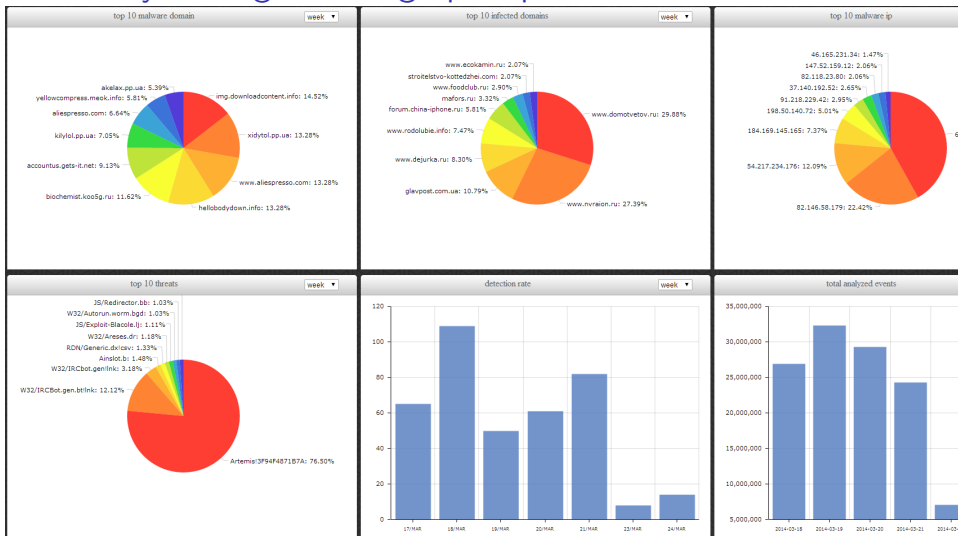 top 10 malware domain
week
akelax.pp.ua: 5.39%
yellowcompress.meok.info: 5.81%
aliespresso.com: 6.64%
kilylol.pp.ua: 7.05%
accountus.gets-it.net: 9.13%
biochemist.koo5g.ru: 11.62%
img.downloadcontent.info: 14.52%
xidytol.pp.ua: 13.28%
www.aliespresso.com: 13.28%
hellobodydown.info: 13.28%
top 10 infected domains
week
www.ecokamin.ru: 2.07%
stroitelstvo-kottedzhei.com: 2.07%
www.foodclub.ru: 2.90%
mafors.ru: 3.32%
forum.china-iphone.ru: 5.81%
www.rodolubie.info: 7.47%
www.dejurka.ru: 8.30%
glavpost.com.ua: 10.79%
www.domotvetov.ru: 29.88%
www.nvraion.ru: 27.39%
top 10 malware ip
46.165.231.34: 1.47%
147.52.159.12: 2.06%
82.118.23.80: 2.06%
37.140.192.52: 2.65%
91.218.229.42: 2.95%
198.50.140.72: 5.01%
184.169.145.165: 7.37%
54.217.234.176: 12.09%
82.146.58.179: 22.42%
6
top 10 threats
week
JS/Redirector.bb: 1.03%
W32/Autorun.worm.bgd: 1.03%
JS/Exploit-Blacole.lj: 1.11%
W32/Areses.dr: 1.18%
RDN/Generic.dx!csv: 1.33%
Ainslot.b: 1.48%
W32/IRCbot.gen!lnk: 3.18%
W32/IRCBot.gen.bt!lnk: 12.12%
Artemis!3F94F4871B7A: 76.50%
detection rate
week
120
100
80
60
40
20
0
17/MAR 18/MAR 19/MAR 20/MAR 21/MAR 23/MAR 24/MAR
total analyzed events
35,000,000
30,000,000
25,000,000
20,000,000
15,000,000
10,000,000
5,000,000
2014-03-18 2014-03-19 2014-03-20 2014-03-21 2014-03-